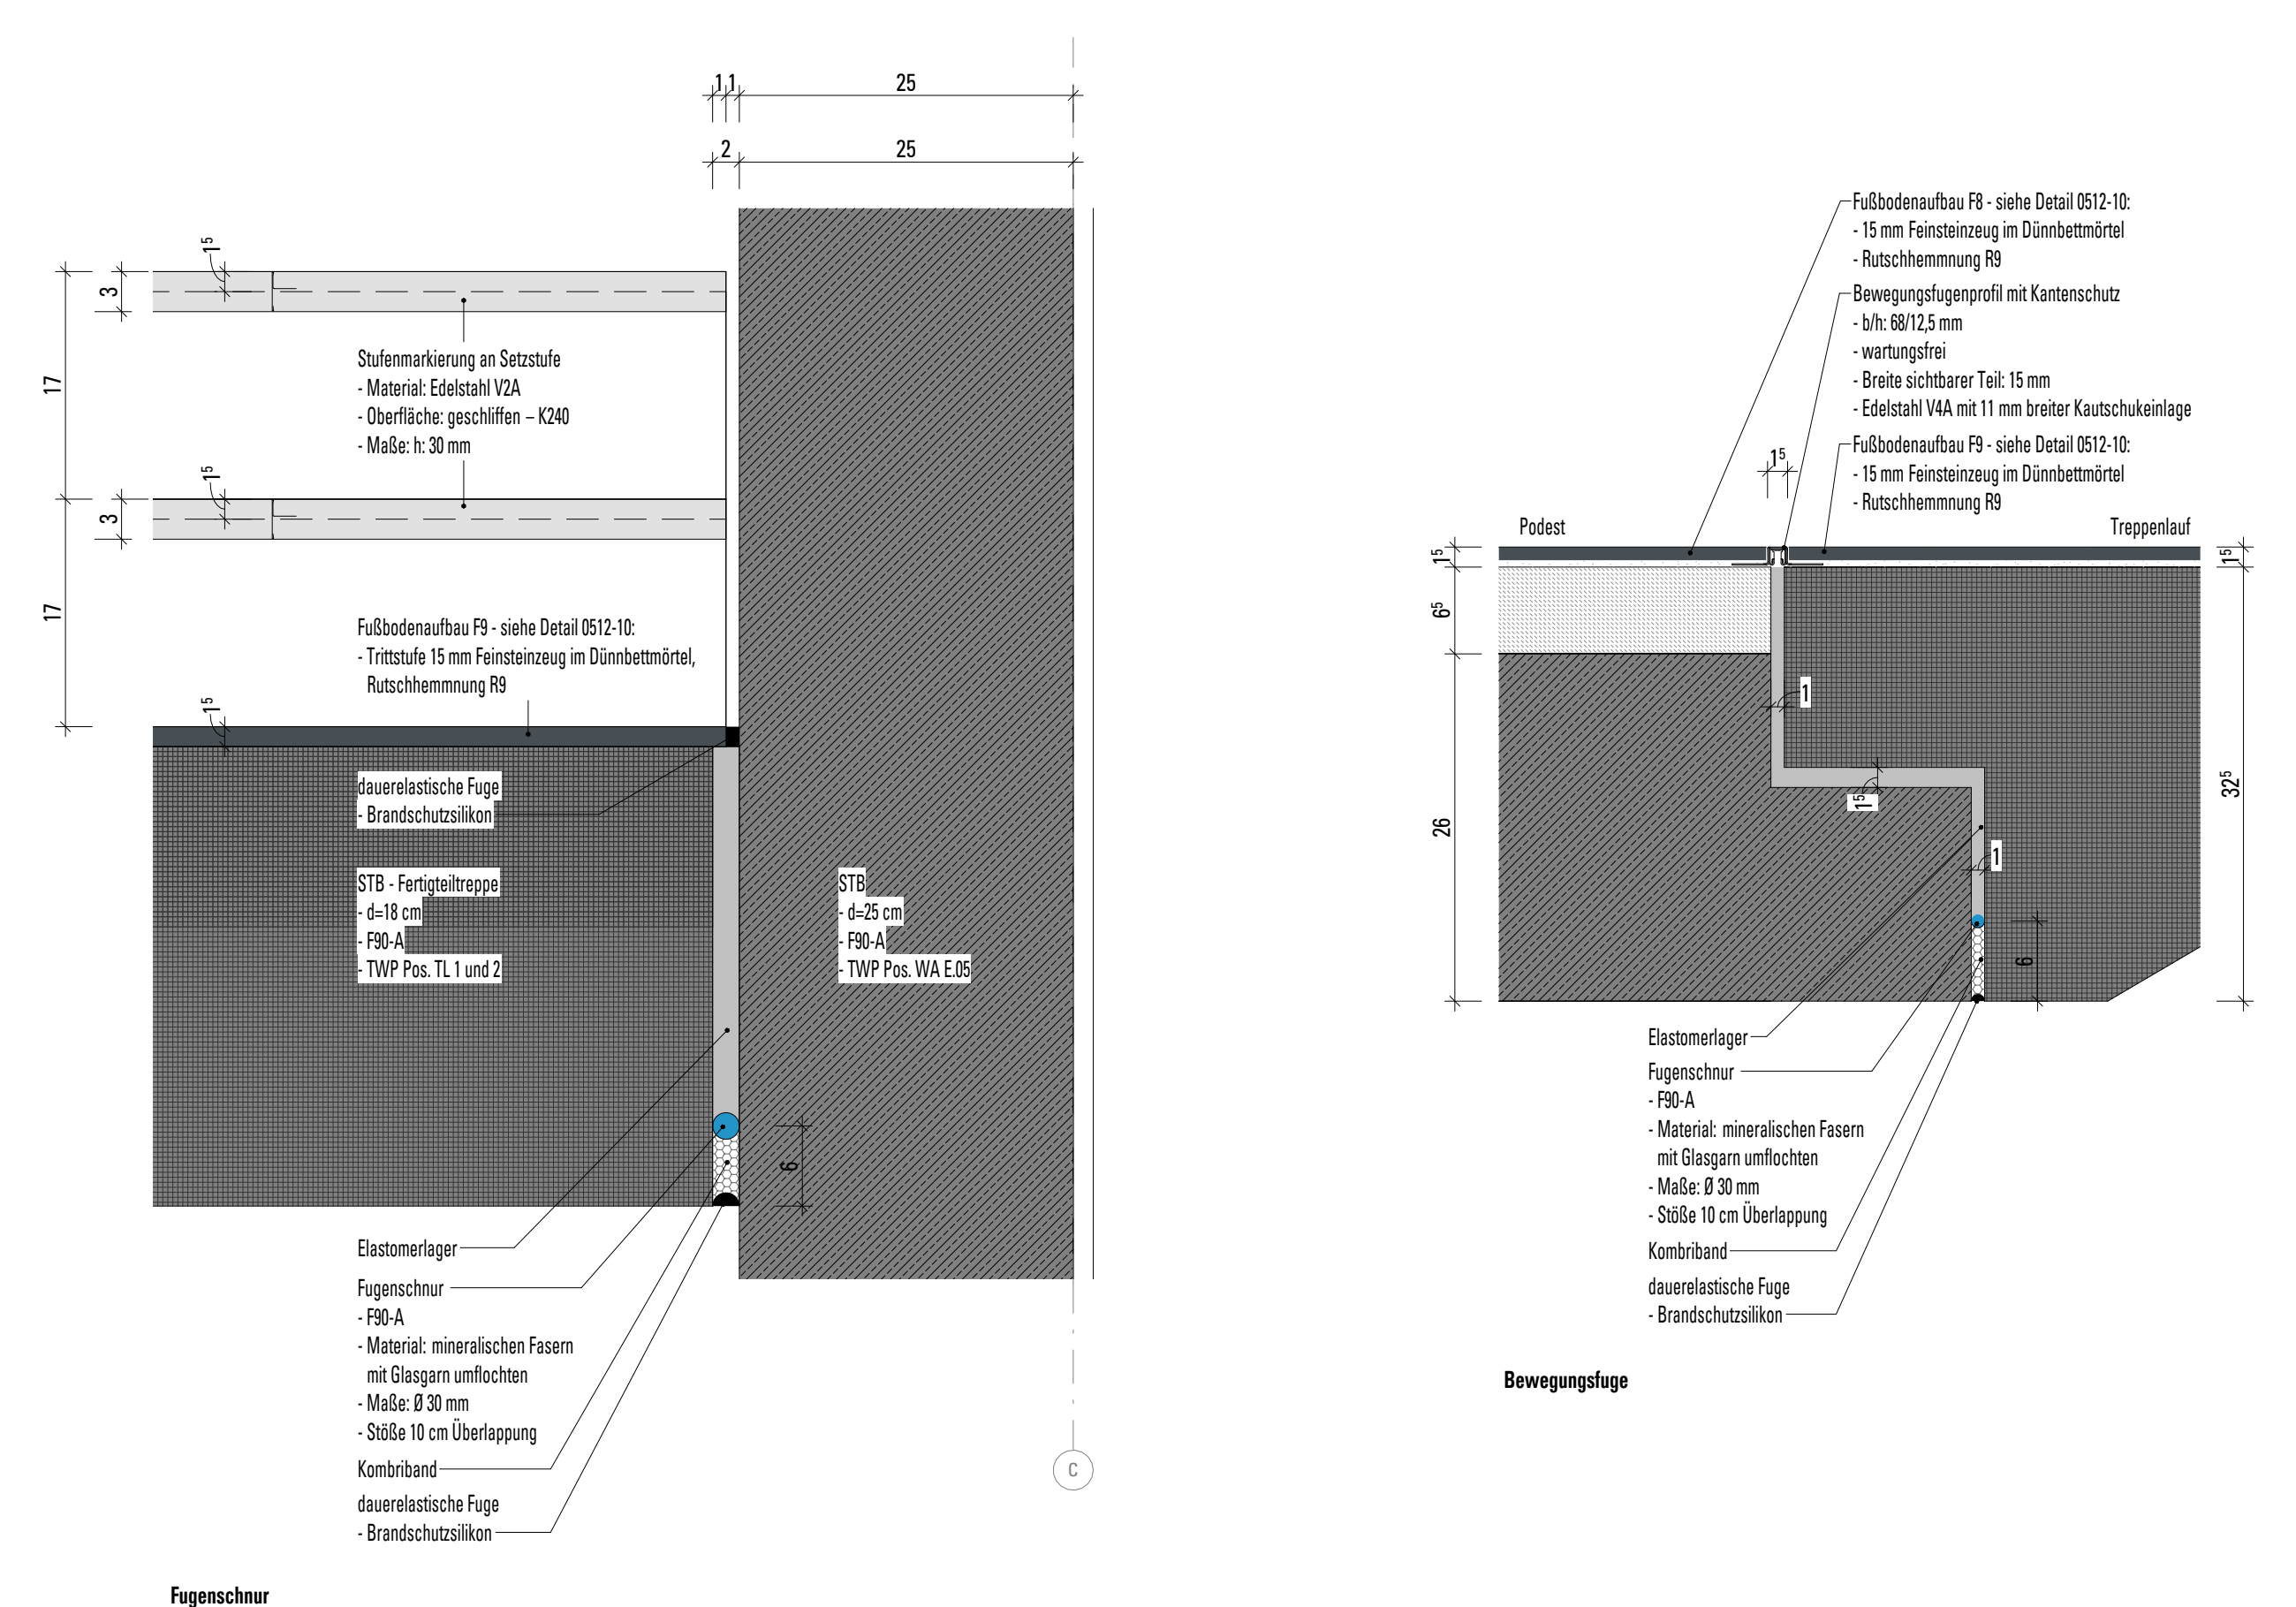 11
25
2
25
1⁵
3
17
Stufenmarkierung an Setzstufe
- Material: Edelstahl V2A
- Oberfläche: geschliffen – K240
- Maße: h: 30 mm
1⁵
3
17
Fußbodenaufbau F9 - siehe Detail 0512-10:
- Trittstufe 15 mm Feinsteinzeug im Dünnbettmörtel,
Rutschhemmnung R9
1⁵
dauerelastische Fuge
- Brandschutzsilikon
STB - Fertigteiltreppe
- d=18 cm
- F90-A
- TWP Pos. TL 1 und 2
STB
- d=25 cm
- F90-A
- TWP Pos. WA E.05
6
Elastomerlager
Fugenschnur
- F90-A
- Material: mineralischen Fasern
mit Glasgarn umflochten
- Maße: Ø 30 mm
- Stöße 10 cm Überlappung
Kombriband
dauerelastische Fuge
- Brandschutzsilikon
C
Fugenschnur
Fußbodenaufbau F8 - siehe Detail 0512-10:
- 15 mm Feinsteinzeug im Dünnbettmörtel
- Rutschhemmnung R9
Bewegungsfugenprofil mit Kantenschutz
- b/h: 68/12,5 mm
- wartungsfrei
- Breite sichtbarer Teil: 15 mm
- Edelstahl V4A mit 11 mm breiter Kautschukeinlage
Fußbodenaufbau F9 - siehe Detail 0512-10:
- 15 mm Feinsteinzeug im Dünnbettmörtel
- Rutschhemmnung R9
1⁵
Podest
Treppenlauf
1⁵
1⁵
6⁵
1
1⁵
32⁵
26
1
6
Elastomerlager
Fugenschnur
- F90-A
- Material: mineralischen Fasern
mit Glasgarn umflochten
- Maße: Ø 30 mm
- Stöße 10 cm Überlappung
Kombriband
dauerelastische Fuge
- Brandschutzsilikon
Bewegungsfuge